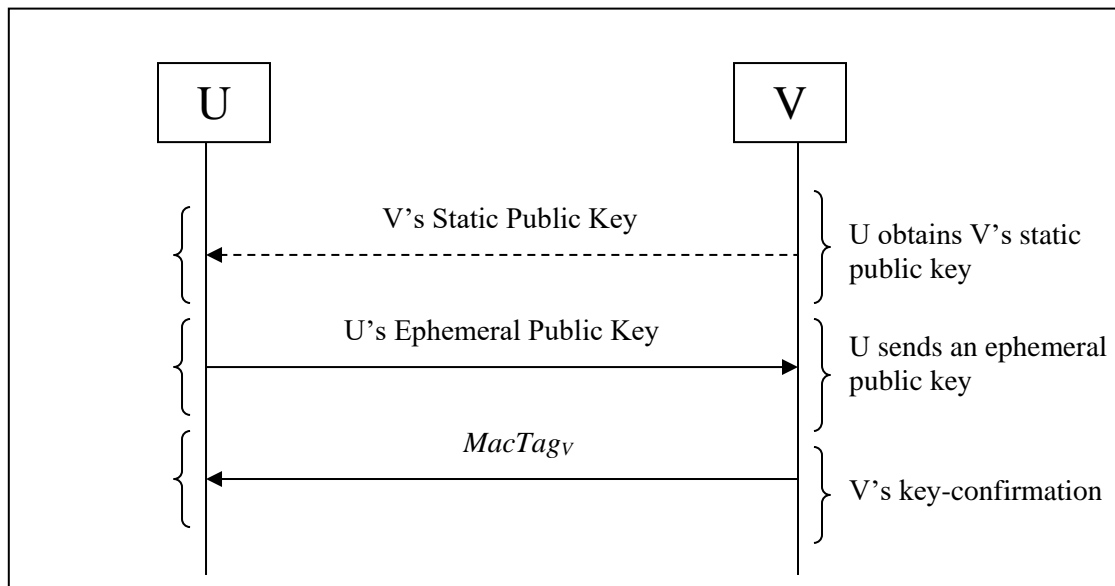 U
V
V’s Static Public Key
U obtains V’s static
public key
U’s Ephemeral Public Key
U sends an ephemeral
public key
MacTagV
V’s key-confirmation